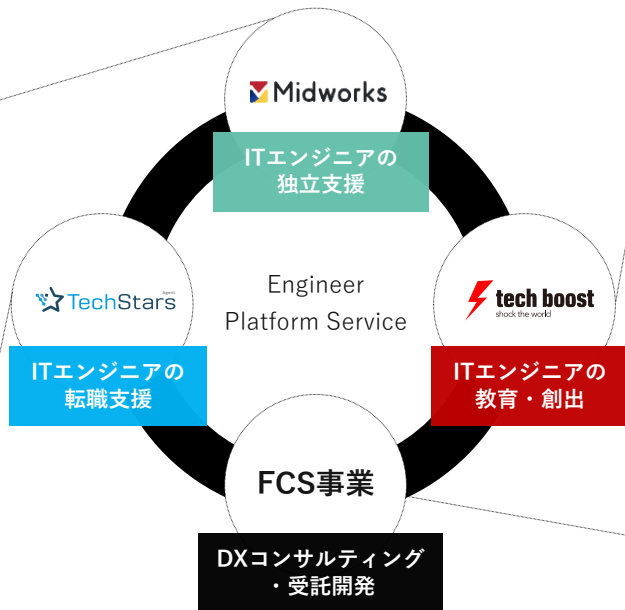 Midworks
ITエンジニアの
独立支援
Engineer
Platform Service
Agent
TechStars
ITエンジニアの
転職支援
tech boost
shock the world
ITエンジニアの
教育・創出
FCS事業
DXコンサルティング
・受託開発